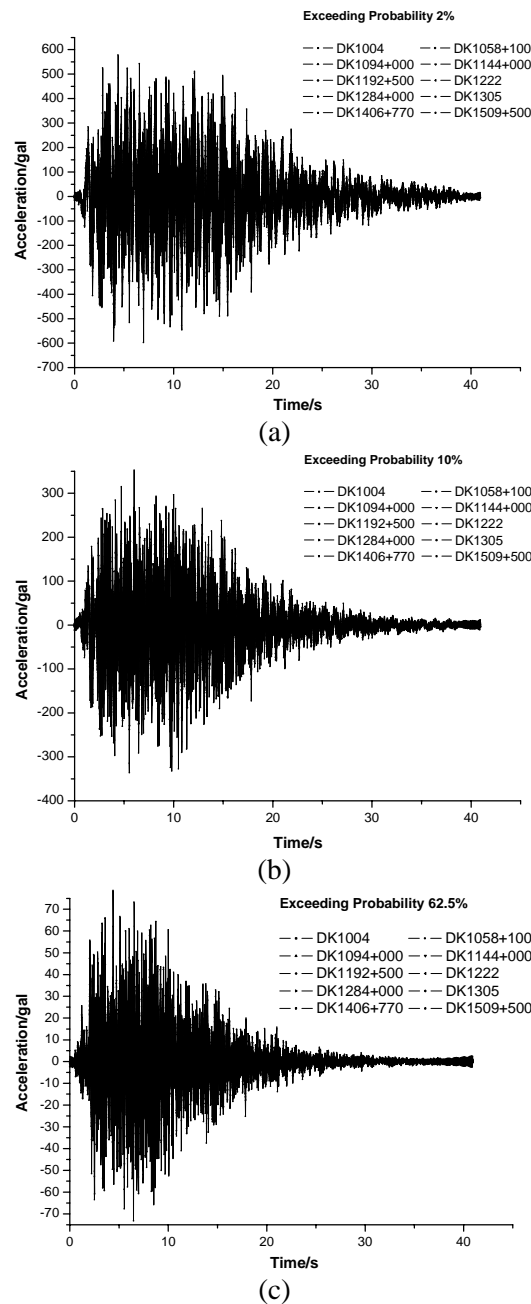 Exceeding Probability 2%
DK1004 DK1058+100
DK1094+000 DK1144+000
DK1192+500 DK1222
DK1284+000 DK1305
DK1406+770 DK1509+500
600
500
400
300
200
100
0
-100
-200
-300
-400
-500
-600
-700
Acceleration/gal
0 10 20 30 40
Time/s
(a)
Exceeding Probability 10%
DK1004 DK1058+100
DK1094+000 DK1144+000
DK1192+500 DK1222
DK1284+000 DK1305
DK1406+770 DK1509+500
300
200
100
0
-100
-200
-300
-400
Acceleration/gal
0 10 20 30 40
Time/s
(b)
Exceeding Probability 62.5%
DK1004 DK1058+100
DK1094+000 DK1144+000
DK1192+500 DK1222
DK1284+000 DK1305
DK1406+770 DK1509+500
70
60
50
40
30
20
10
0
-10
-20
-30
-40
-50
-60
-70
Acceleration/gal
0 10 20 30 40
Time/s
(c)